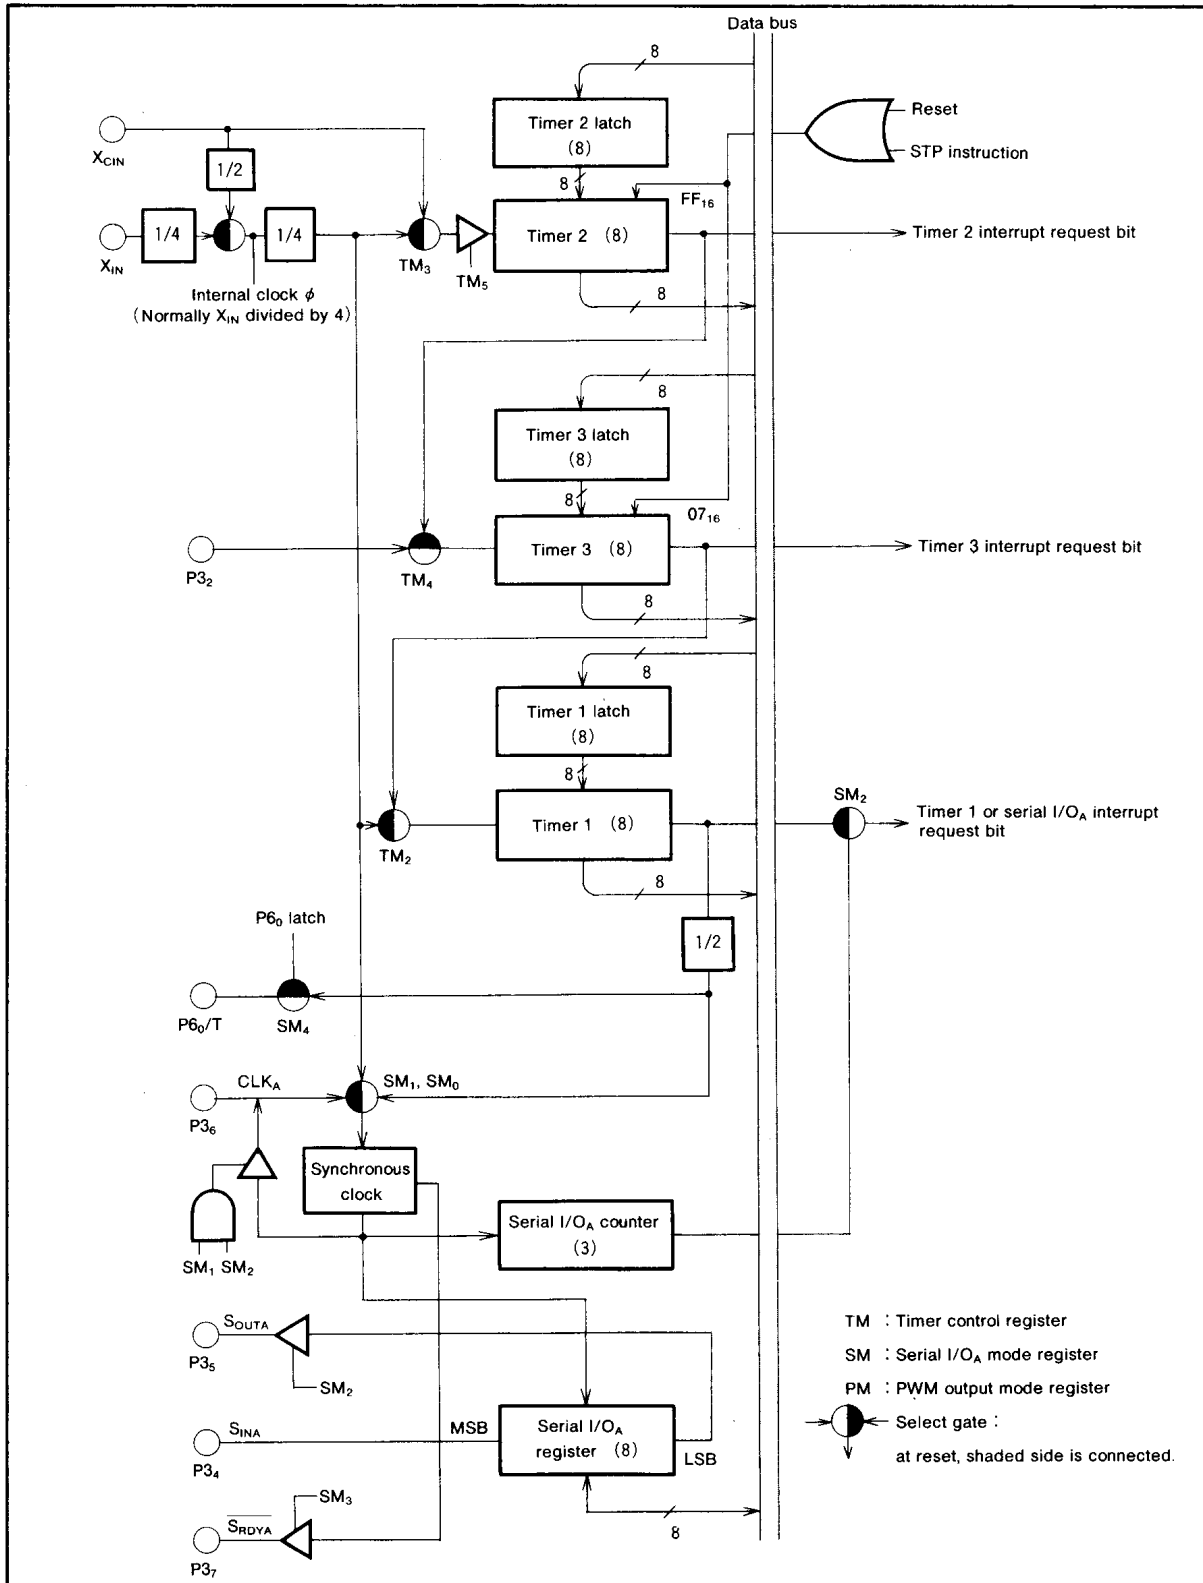 Data bus
8
Timer 2 latch
(8)
Reset
STP instruction
XCIN
1/2
8
FF16
XIN
1/4
1/4
TM3
TM5
Timer 2 (8)
Timer 2 interrupt request bit
Internal clock φ
(Normally XIN divided by 4)
8
8
Timer 3 latch
(8)
8
0716
P32
TM4
Timer 3 (8)
Timer 3 interrupt request bit
8
8
Timer 1 latch
(8)
8
SM2
TM2
Timer 1 (8)
Timer 1 or serial I/OA interrupt
request bit
8
P60 latch
1/2
P60/T
SM4
CLKA
SM1, SM0
P36
Synchronous
clock
Serial I/OA counter
(3)
SM1 SM2
SOUTA
P35
SM2
TM : Timer control register
SM : Serial I/OA mode register
PM : PWM output mode register
Select gate :
at reset, shaded side is connected.
SINA
P34
MSB
Serial I/OA
register (8)
LSB
SM3
SRDYA
P37
8